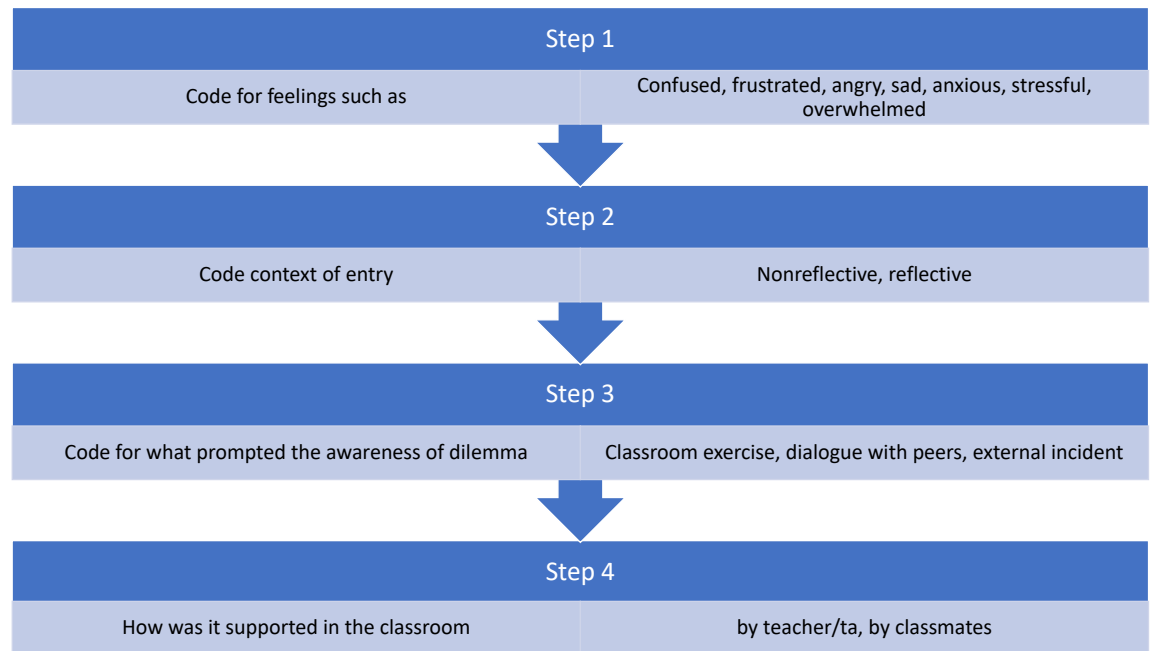 Step 1
Code for feelings such as
Confused, frustrated, angry, sad, anxious, stressful,
overwhelmed
Step 2
Code context of entry
Nonreflective, reflective
Step 3
Code for what prompted the awareness of dilemma
Classroom exercise, dialogue with peers, external incident
Step 4
How was it supported in the classroom
by teacher/ta, by classmates